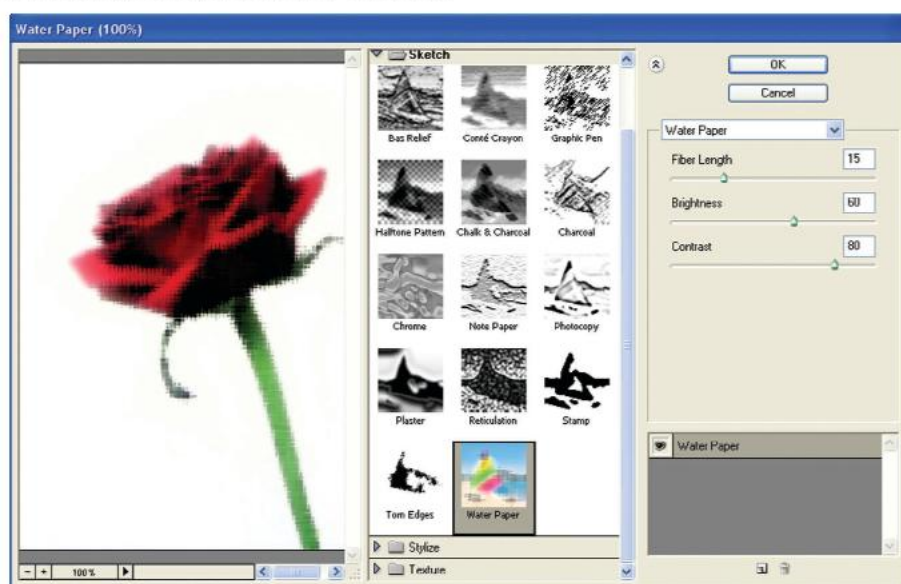 Water Paper (100%)
Sketch
Bas Relief
Conté Crayon
Graphic Pen
Halftone Pattern
Chalk & Charcoal
Charcoal
Chrome
Note Paper
Photocopy
Plaster
Reticulation
Stamp
Torn Edges
Water Paper
Stylize
Texture
100%
OK
Cancel
Water Paper
Fiber Length 15
Brightness 60
Contrast 80
Water Paper